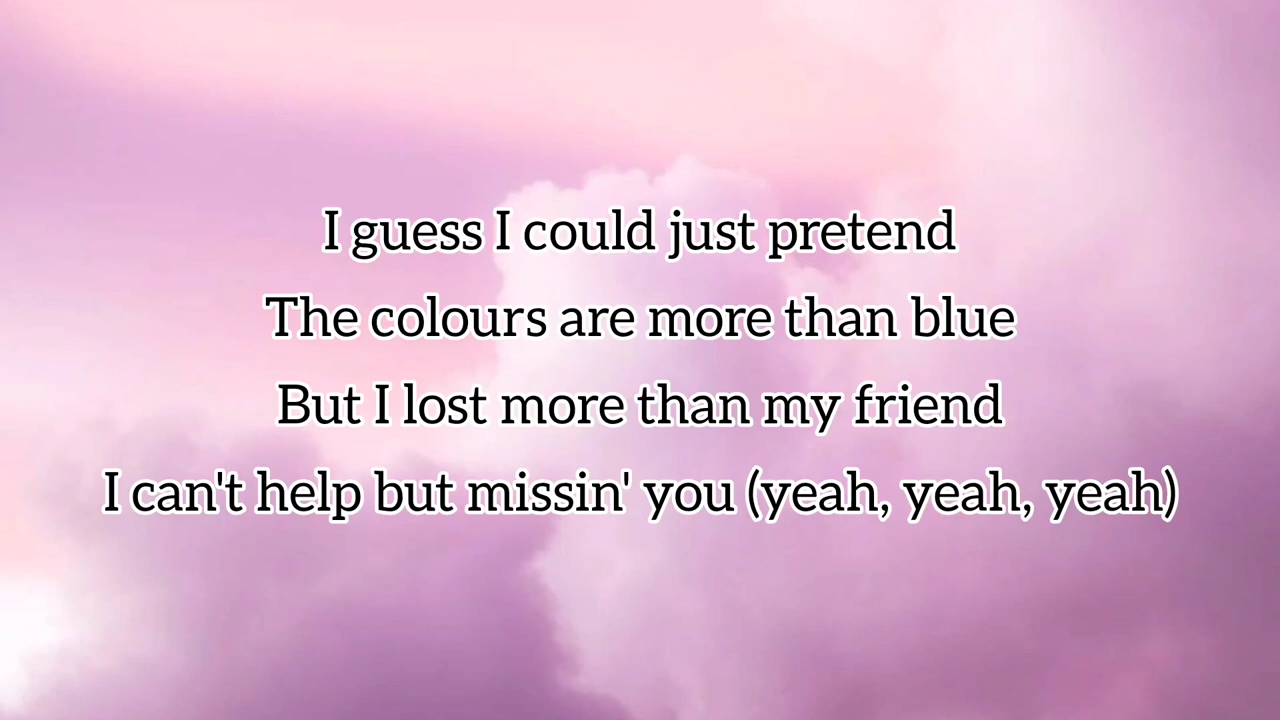 I guess I could just pretend
The colours are more than blue
But I lost more than my friend
I can't help but missin' you (yeah, yeah, yeah)